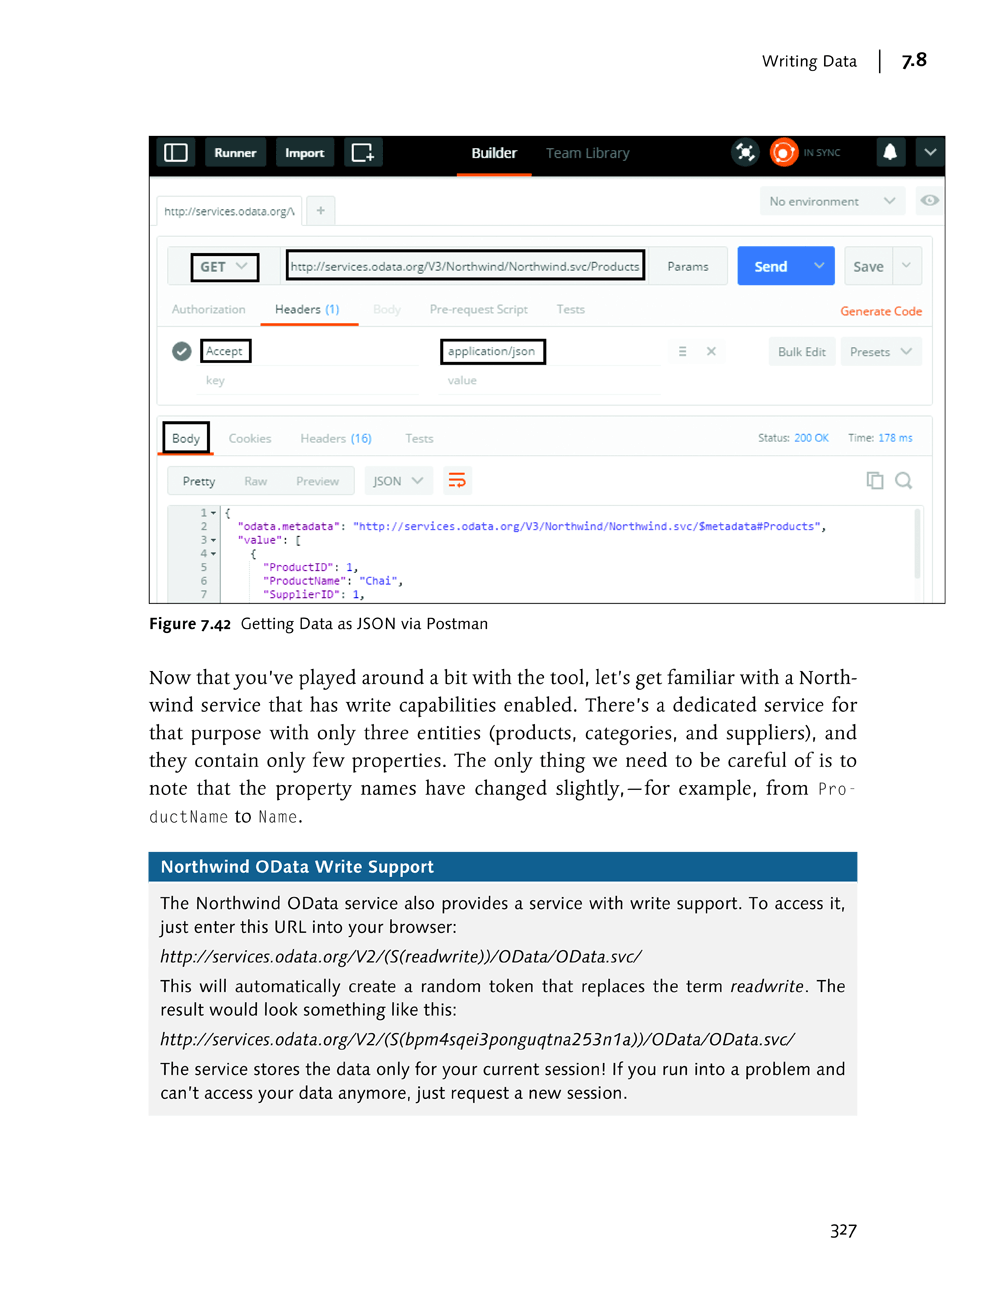 Writing Data | 7.8
Runner Import Builder Team Library IN SYNC
http://services.odata.org/V + No environment
GET http://services.odata.org/V3/Northwind/Northwind.svc/Products Params Send Save
Authorization Headers (1) Body Pre-request Script Tests Generate Code
Accept application/json Bulk Edit Presets
key value
Body Cookies Headers (16) Tests Status: 200 OK Time: 178 ms
Pretty Raw Preview JSON
1 {
2 "odata.metadata": "http://services.odata.org/V3/Northwind/Northwind.svc/$metadata#Products",
3 "value": [
4 {
5 "ProductID": 1,
6 "ProductName": "Chai",
7 "SupplierID": 1,
Figure 7.42 Getting Data as JSON via Postman
Now that you've played around a bit with the tool, let's get familiar with a North-
wind service that has write capabilities enabled. There's a dedicated service for
that purpose with only three entities (products, categories, and suppliers), and
they contain only few properties. The only thing we need to be careful of is to
note that the property names have changed slightly,—for example, from Pro-
ductName to Name.
Northwind OData Write Support
The Northwind OData service also provides a service with write support. To access it,
just enter this URL into your browser:
http://services.odata.org/V2/(S(readwrite))/OData/OData.svc/
This will automatically create a random token that replaces the term readwrite. The
result would look something like this:
http://services.odata.org/V2/(S(bpm4sqei3ponguqtna253n1a))/OData/OData.svc/
The service stores the data only for your current session! If you run into a problem and
can't access your data anymore, just request a new session.
327